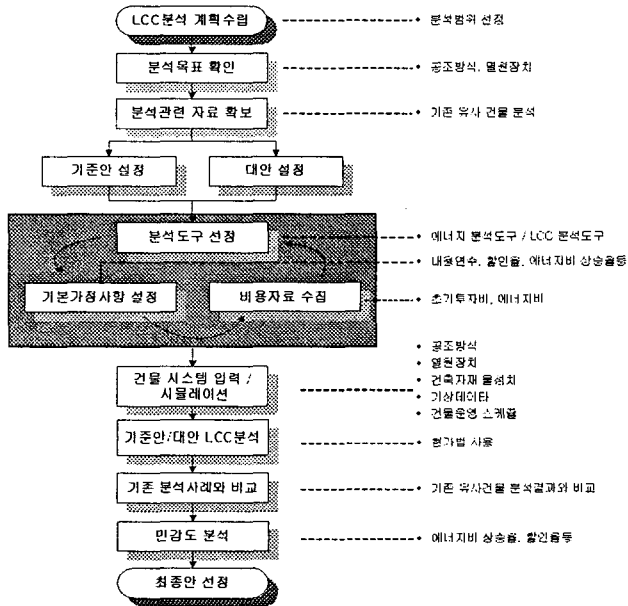 LCC분석 계획수립
분석범위 선정
분석목표 확인
공조방식, 열원장치
분석관련 자료 확보
기존 유사 건물 분석
기준안 설정
대안 설정
분석도구 선정
에너지 분석도구 / LCC 분석도구
내용연수, 할인율, 에너지비 상승율등
기본가정사항 설정
비용자료 수집
초기투자비, 에너지비
공조방식
열원장치
건축자재 물성치
기상데이타
건물운영 스케쥴
건물 시스템 입력 /
시뮬레이션
기준안/대안 LCC분석
현가법 사용
기존 분석사례와 비교
기존 유사건물 분석결과와 비교
민감도 분석
에너지비 상승율, 할인율등
최종안 선정